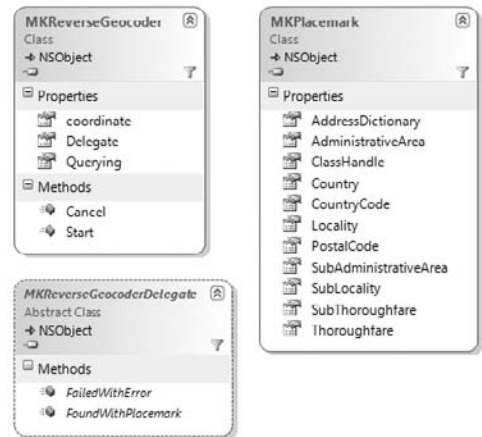 MKReverseGeocoder
Class
NSObject
Properties
coordinate
Delegate
Querying
Methods
Cancel
Start
MKReverseGeocoderDelegate
Abstract Class
NSObject
Methods
FailedWithError
FoundWithPlacemark
MKPlacemark
Class
NSObject
Properties
AddressDictionary
AdministrativeArea
ClassHandle
Country
CountryCode
Locality
PostalCode
SubAdministrativeArea
SubLocality
SubThoroughfare
Thoroughfare